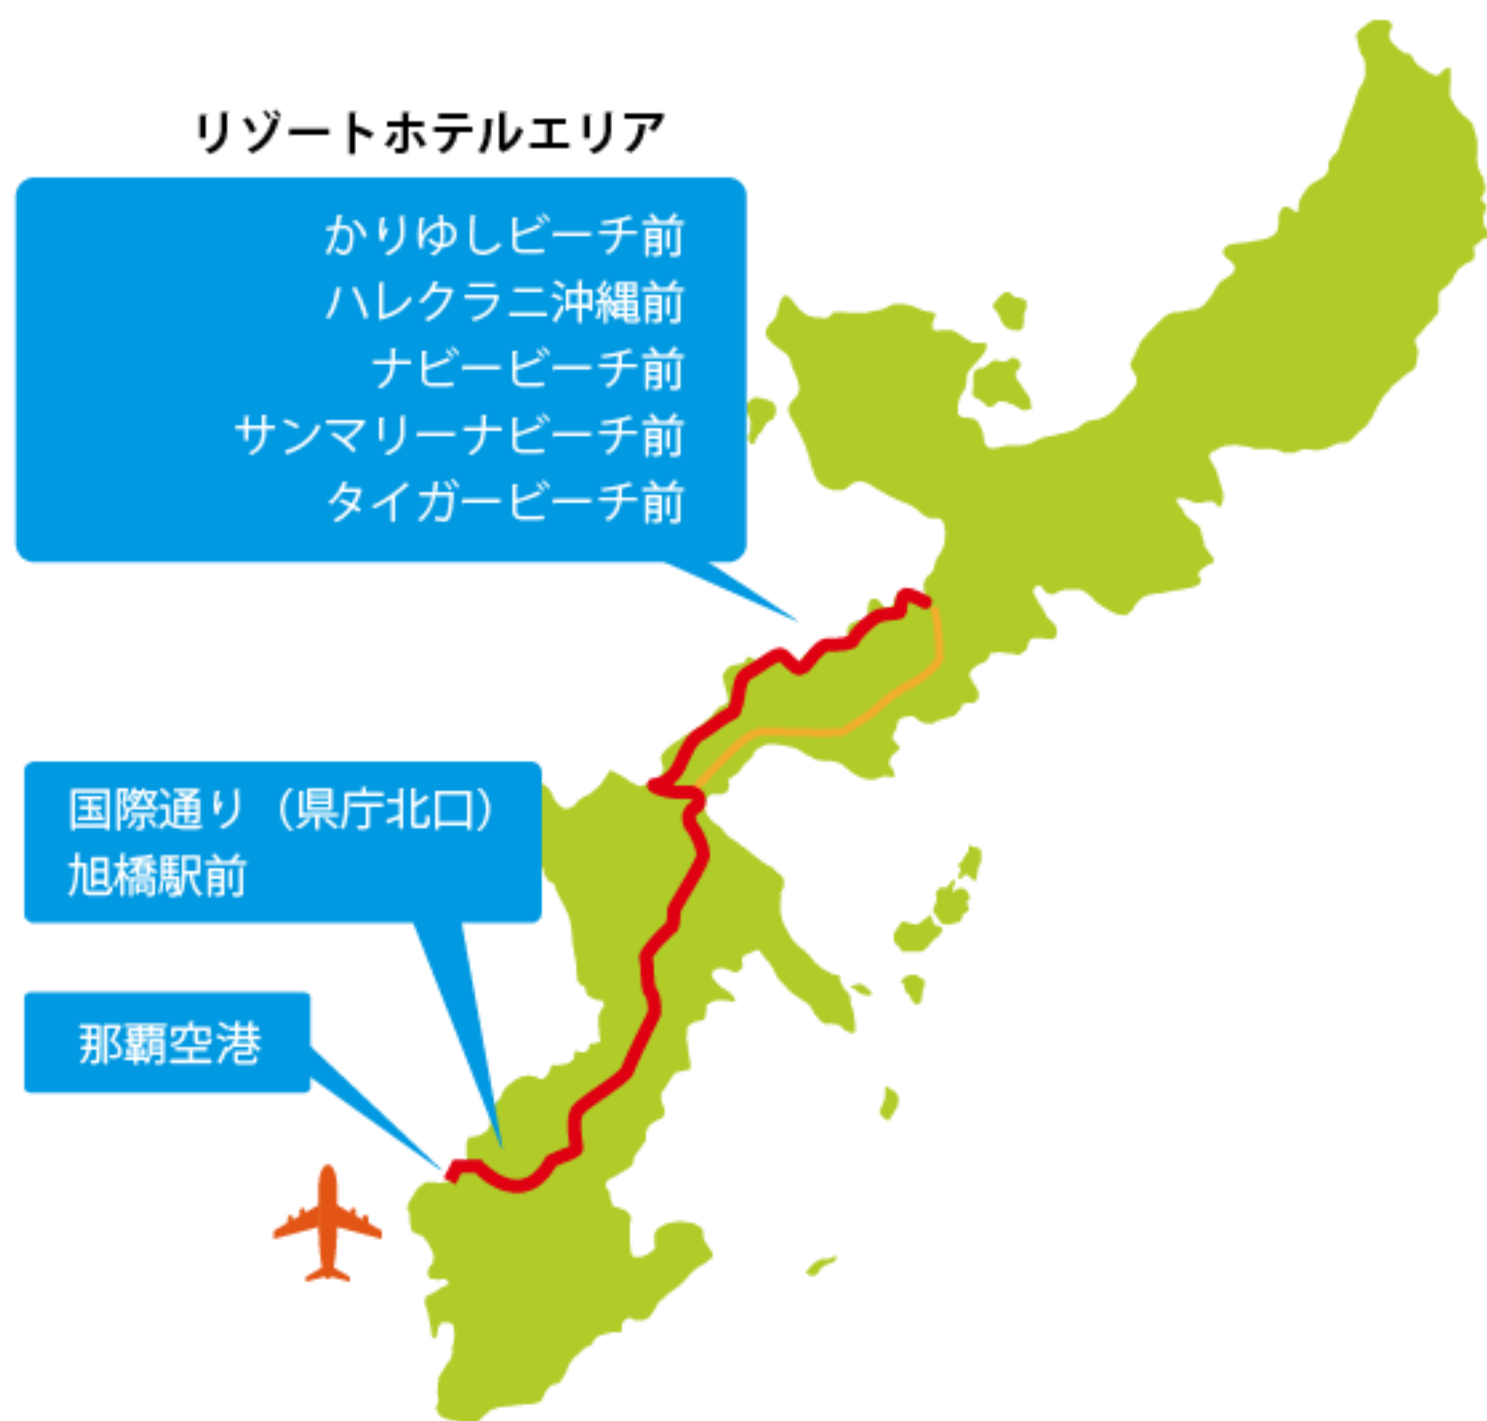 リゾートホテルエリア
かりゆしビーチ前
ハレクラニ沖縄前
ナビービーチ前
サンマリーナビーチ前
タイガービーチ前
国際通り（県庁北口）
旭橋駅前
那覇空港